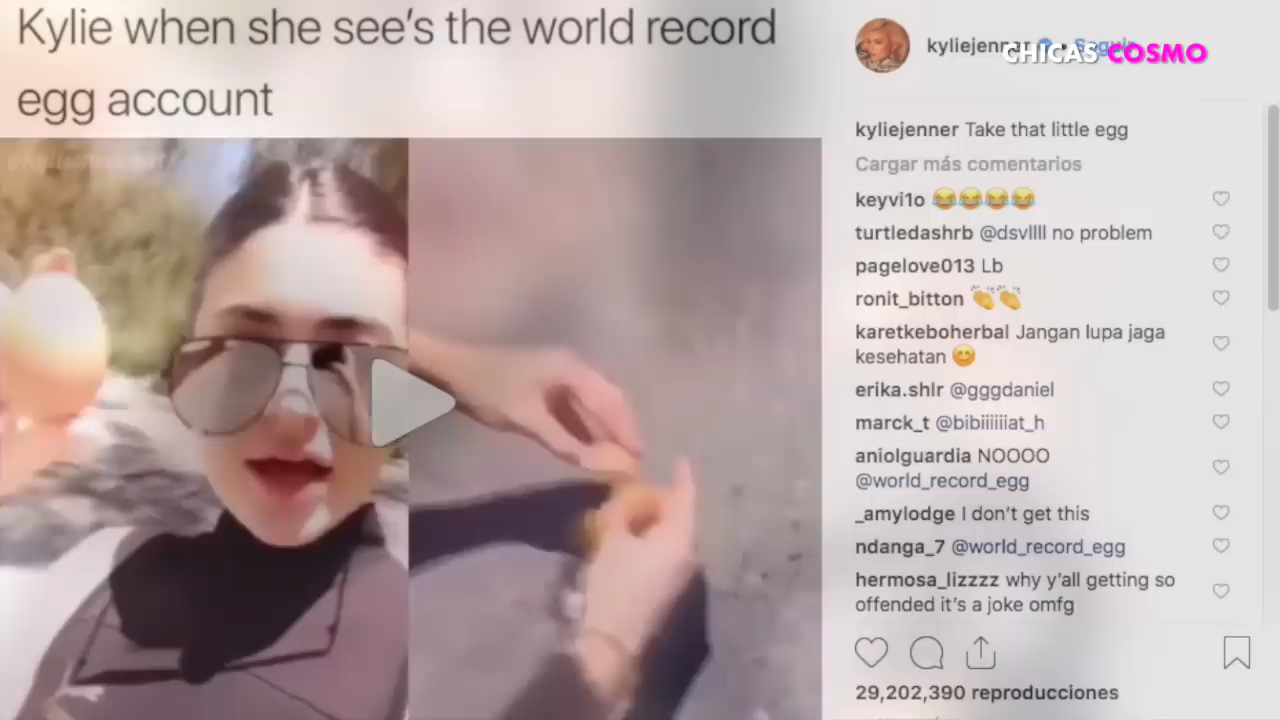 Kylie when she see's the world record
egg account
kyliejenner
Seguir
CHICAS COSMO
kyliejenner Take that little egg
Cargar más comentarios
keyvi1o 😂😂😂😂
turtledashrb @dsvllll no problem
pagelove013 Lb
ronit_bitton 👏👏
karetkeboherbal Jangan lupa jaga
kesehatan 😊
erika.shlr @gggdaniel
marck_t @bibiiiiiiat_h
aniolguardia NOOOO
@world_record_egg
_amylodge I don't get this
ndanga_7 @world_record_egg
hermosa_lizzzz why y'all getting so
offended it's a joke omfg
29,202,390 reproducciones